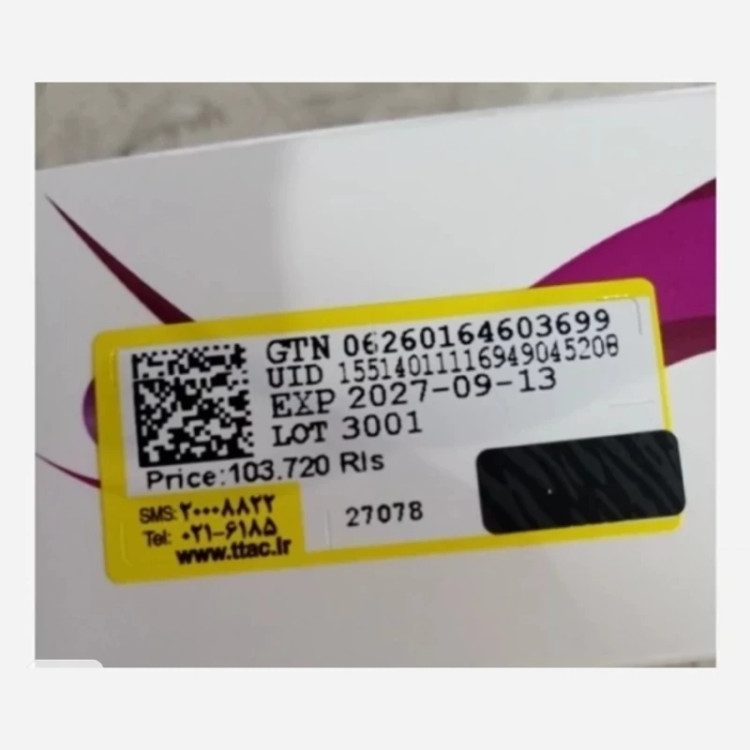 GTN 06260164603699
UID 15514011116949045208
EXP 2027-09-13
LOT 3001
Price:103.720 Rls
SMS:۲۰۰۰۸۸۲۲
Tel: ۰۲۱-۶۱۸۵
www.ttac.ir
27078